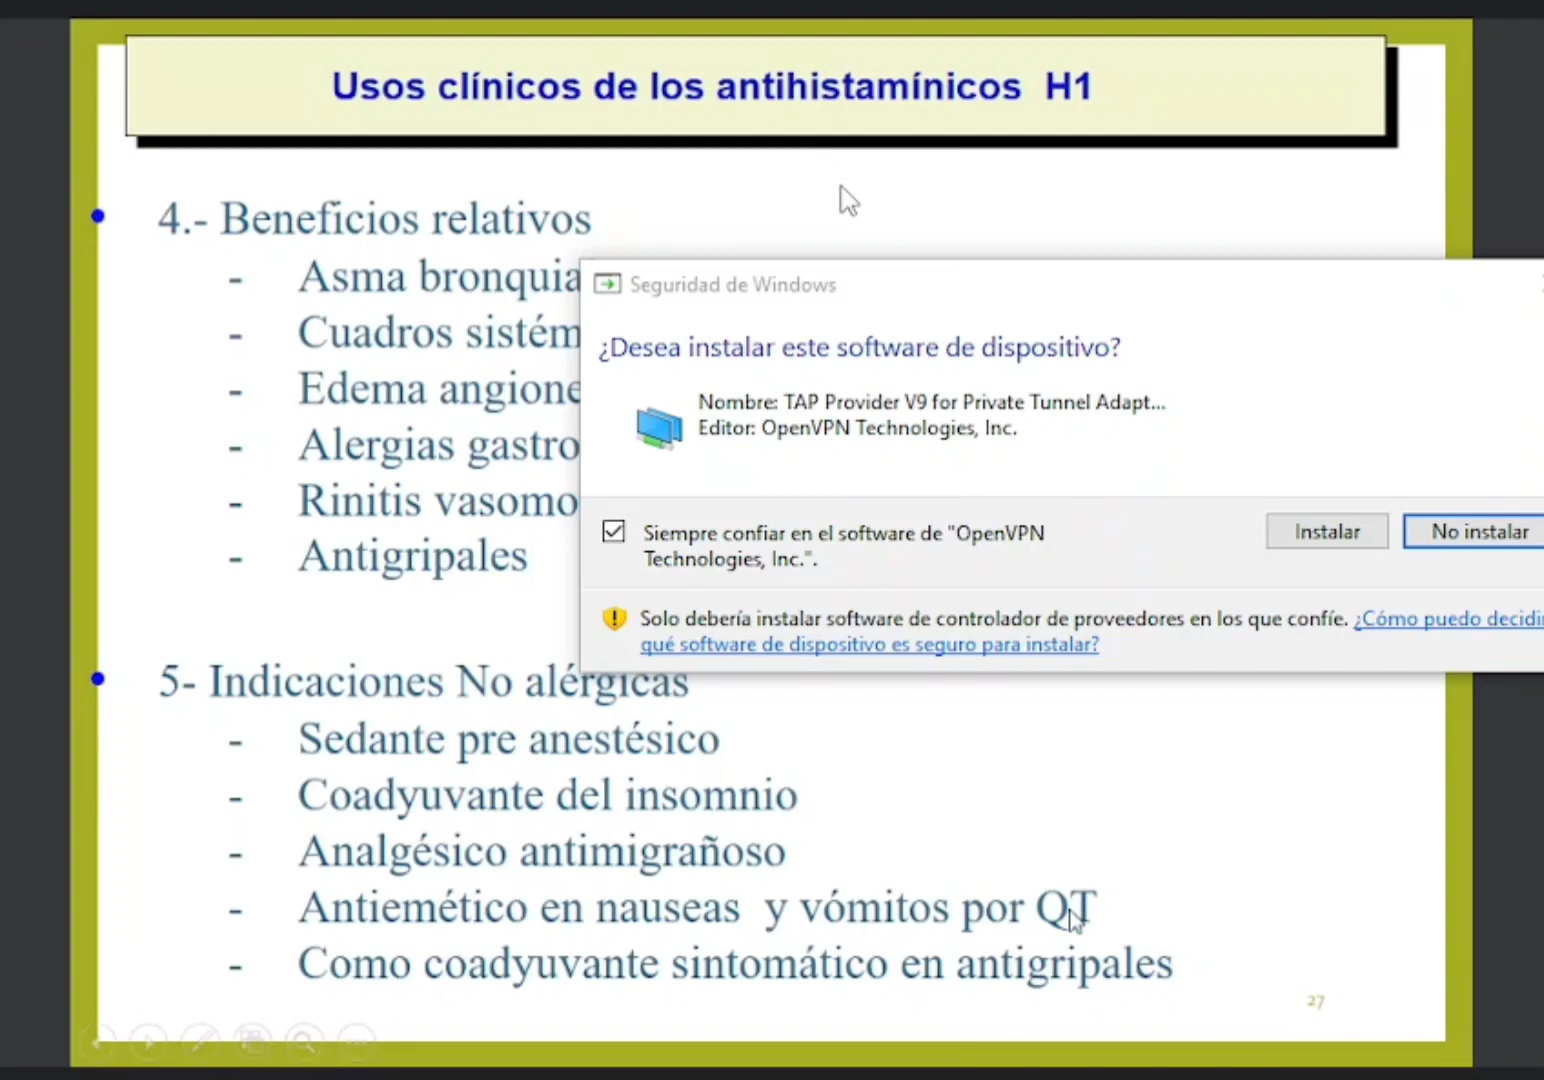 Usos clínicos de los antihistamínicos H1
4.- Beneficios relativos
- Asma bronquia
- Cuadros sistém
- Edema angione
- Alergias gastro
- Rinitis vasomo
- Antigripales
Seguridad de Windows
¿Desea instalar este software de dispositivo?
Nombre: TAP Provider V9 for Private Tunnel Adapt...
Editor: OpenVPN Technologies, Inc.
Siempre confiar en el software de "OpenVPN
Technologies, Inc.".
Instalar
No instalar
Solo debería instalar software de controlador de proveedores en los que confíe. ¿Cómo puedo decidi
qué software de dispositivo es seguro para instalar?
5- Indicaciones No alérgicas
- Sedante pre anestésico
- Coadyuvante del insomnio
- Analgésico antimigrañoso
- Antiemético en nauseas y vómitos por QT
- Como coadyuvante sintomático en antigripales
27